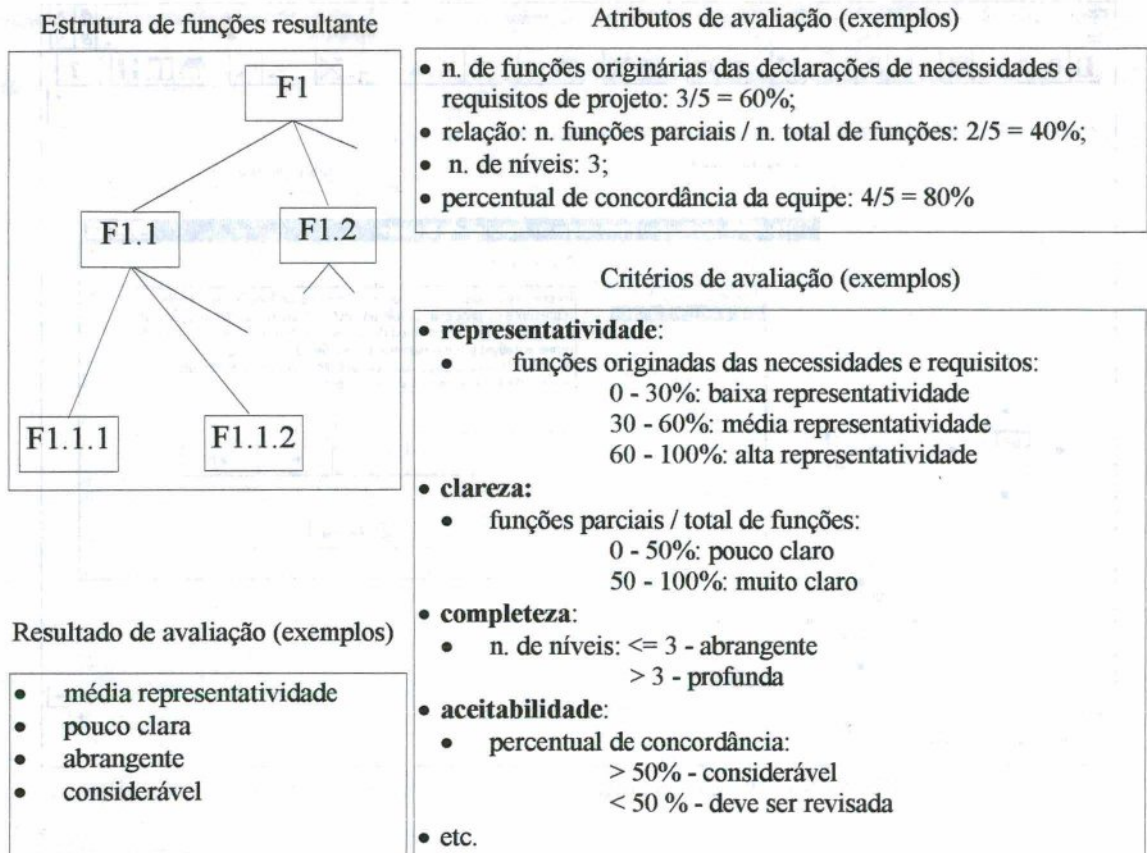 Estrutura de funções resultante
F1
F1.1
F1.2
F1.1.1
F1.1.2
Atributos de avaliação (exemplos)
• n. de funções originárias das declarações de necessidades e
requisitos de projeto: 3/5 = 60%;
• relação: n. funções parciais / n. total de funções: 2/5 = 40%;
• n. de níveis: 3;
• percentual de concordância da equipe: 4/5 = 80%
Critérios de avaliação (exemplos)
• representatividade:
• funções originadas das necessidades e requisitos:
0 - 30%: baixa representatividade
30 - 60%: média representatividade
60 - 100%: alta representatividade
• clareza:
• funções parciais / total de funções:
0 - 50%: pouco claro
50 - 100%: muito claro
• completeza:
• n. de níveis: <= 3 - abrangente
> 3 - profunda
• aceitabilidade:
• percentual de concordância:
> 50% - considerável
< 50 % - deve ser revisada
• etc.
Resultado de avaliação (exemplos)
• média representatividade
• pouco clara
• abrangente
• considerável